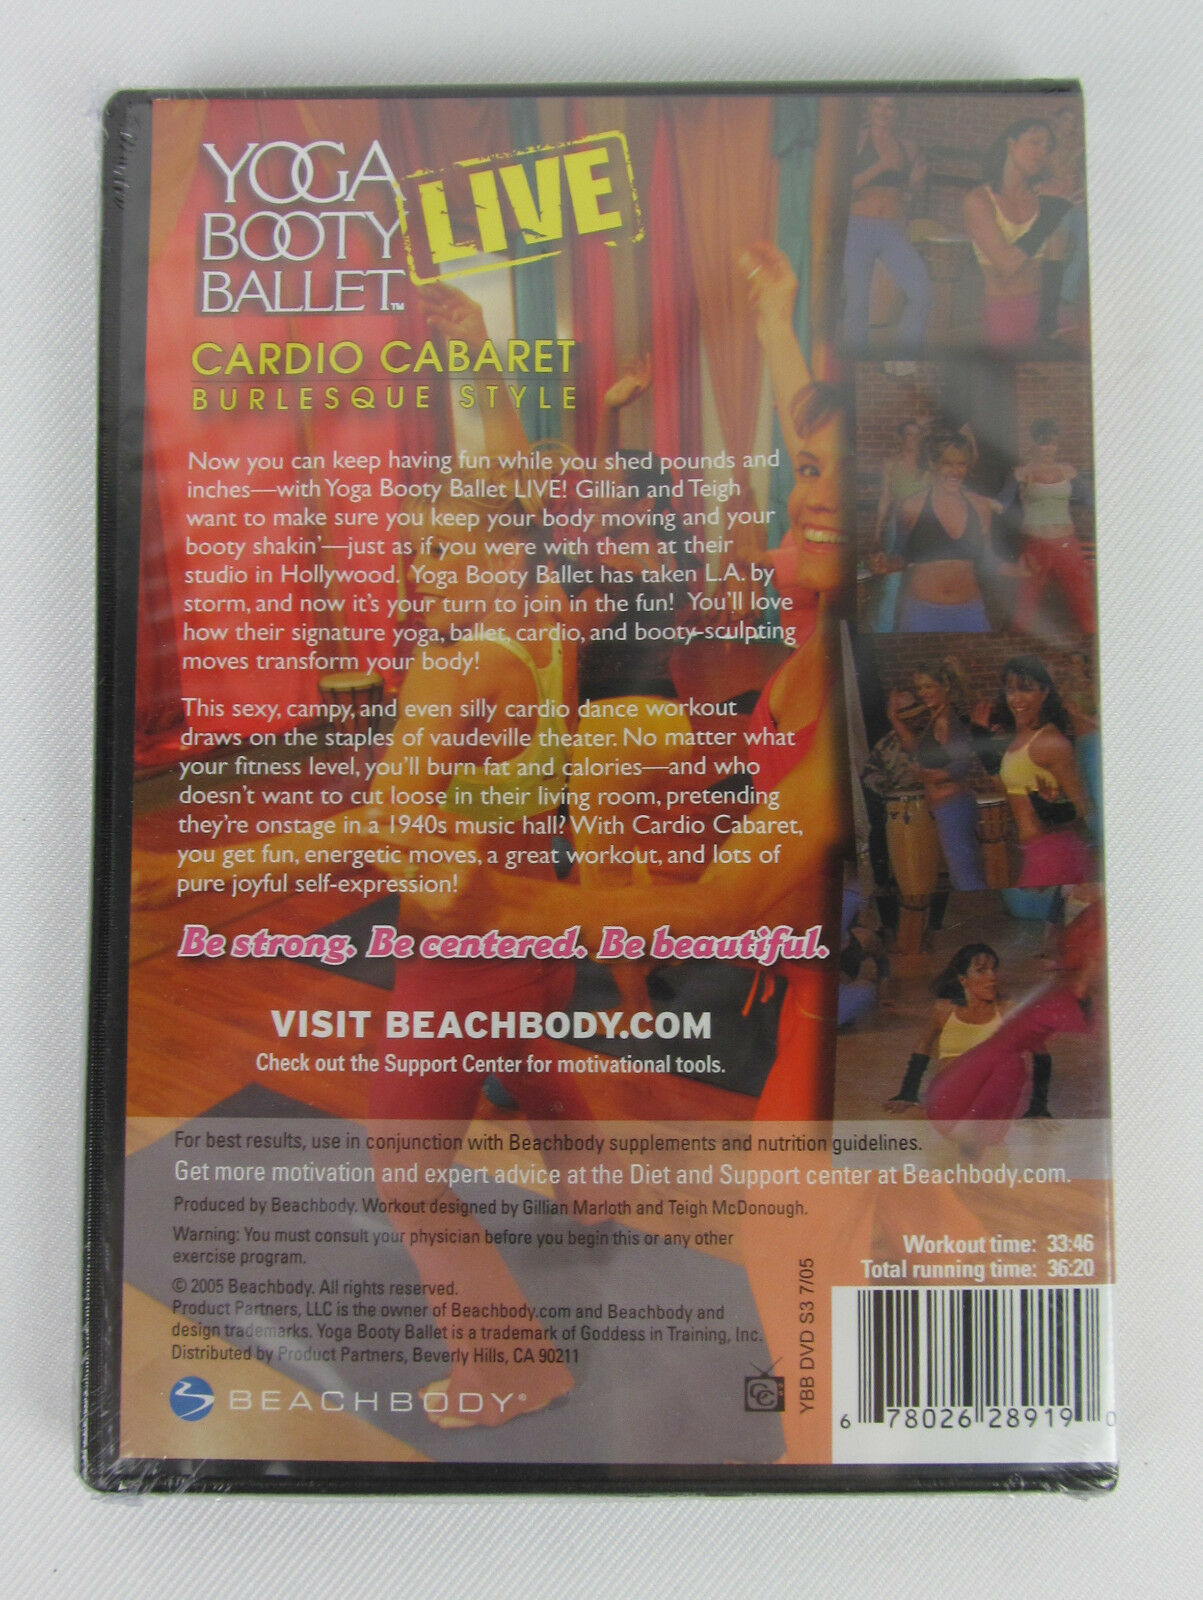 YOGA
BOOTY
BALLET™
LIVE
CARDIO CABARET
BURLESQUE STYLE
Now you can keep having fun while you shed pounds and
inches—with Yoga Booty Ballet LIVE! Gillian and Teigh
want to make sure you keep your body moving and your
booty shakin'—just as if you were with them at their
studio in Hollywood. Yoga Booty Ballet has taken L.A. by
storm, and now it's your turn to join in the fun! You'll love
how their signature yoga, ballet, cardio, and booty-sculpting
moves transform your body!
This sexy, campy, and even silly cardio dance workout
draws on the staples of vaudeville theater. No matter what
your fitness level, you'll burn fat and calories—and who
doesn't want to cut loose in their living room, pretending
they're onstage in a 1940s music hall? With Cardio Cabaret,
you get fun, energetic moves, a great workout, and lots of
pure joyful self-expression!
Be strong. Be centered. Be beautiful.
VISIT BEACHBODY.COM
Check out the Support Center for motivational tools.
For best results, use in conjunction with Beachbody supplements and nutrition guidelines.
Get more motivation and expert advice at the Diet and Support center at Beachbody.com.
Produced by Beachbody. Workout designed by Gillian Marloth and Teigh McDonough.
Warning: You must consult your physician before you begin this or any other
exercise program.
© 2005 Beachbody. All rights reserved.
Product Partners, LLC is the owner of Beachbody.com and Beachbody and
design trademarks. Yoga Booty Ballet is a trademark of Goddess in Training, Inc.
Distributed by Product Partners, Beverly Hills, CA 90211
BEACHBODY®
CC
YBB DVD S3 7/05
Workout time: 33:46
Total running time: 36:20
6 78026 28919 0